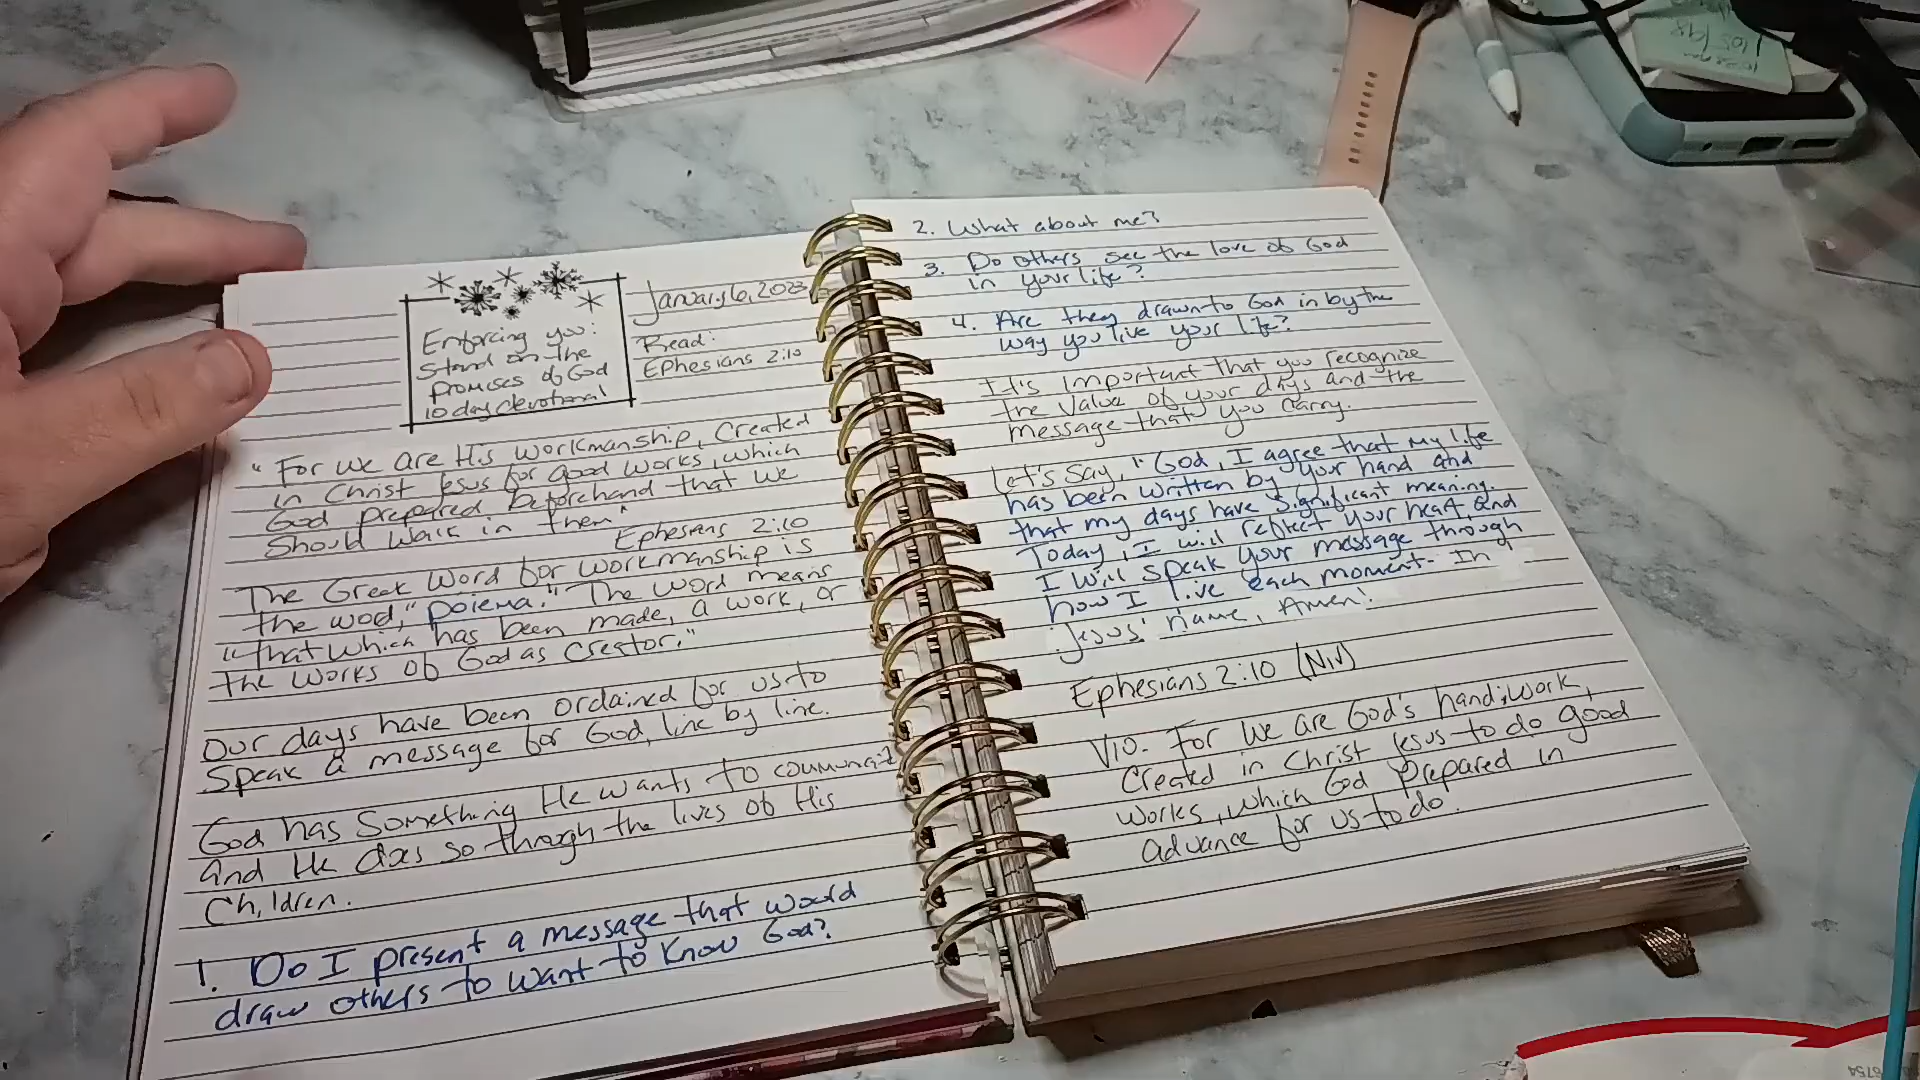 Enforcing you:
Stand on the
promises of God
10 day devotional
January 6, 2023
Read:
Ephesians 2:10
"For we are His workmanship, Created
in Christ Jesus for good works, which
God prepared beforehand that we
Should walk in them"
Ephesians 2:10
The Greek word for workmanship is
the wod, "poiema." The word means
"that which has been made, a work, or
the works of God as Creator."
Our days have been ordained for us to
Speak a message for God, line by line.
God has something He wants to communicate
and He does so through the lives of His
Children.
1. Do I present a message that would
draw others to want to know God?
2. What about me?
3. Do others see the love of God
in your life?
4. Are they drawn to God in by the
way you live your life?
It's important that you recognize
the value of your days and the
message that you carry.
Let's say, "God, I agree that my life
has been written by your hand and
that my days have significant meaning.
Today, I will reflect your heart, and
I will speak your message through
how I live each moment. In
Jesus' name, Amen!
Ephesians 2:10 (NIV)
V10. For we are God's handiwork,
Created in Christ Jesus to do good
works, which God prepared in
advance for us to do.
6754